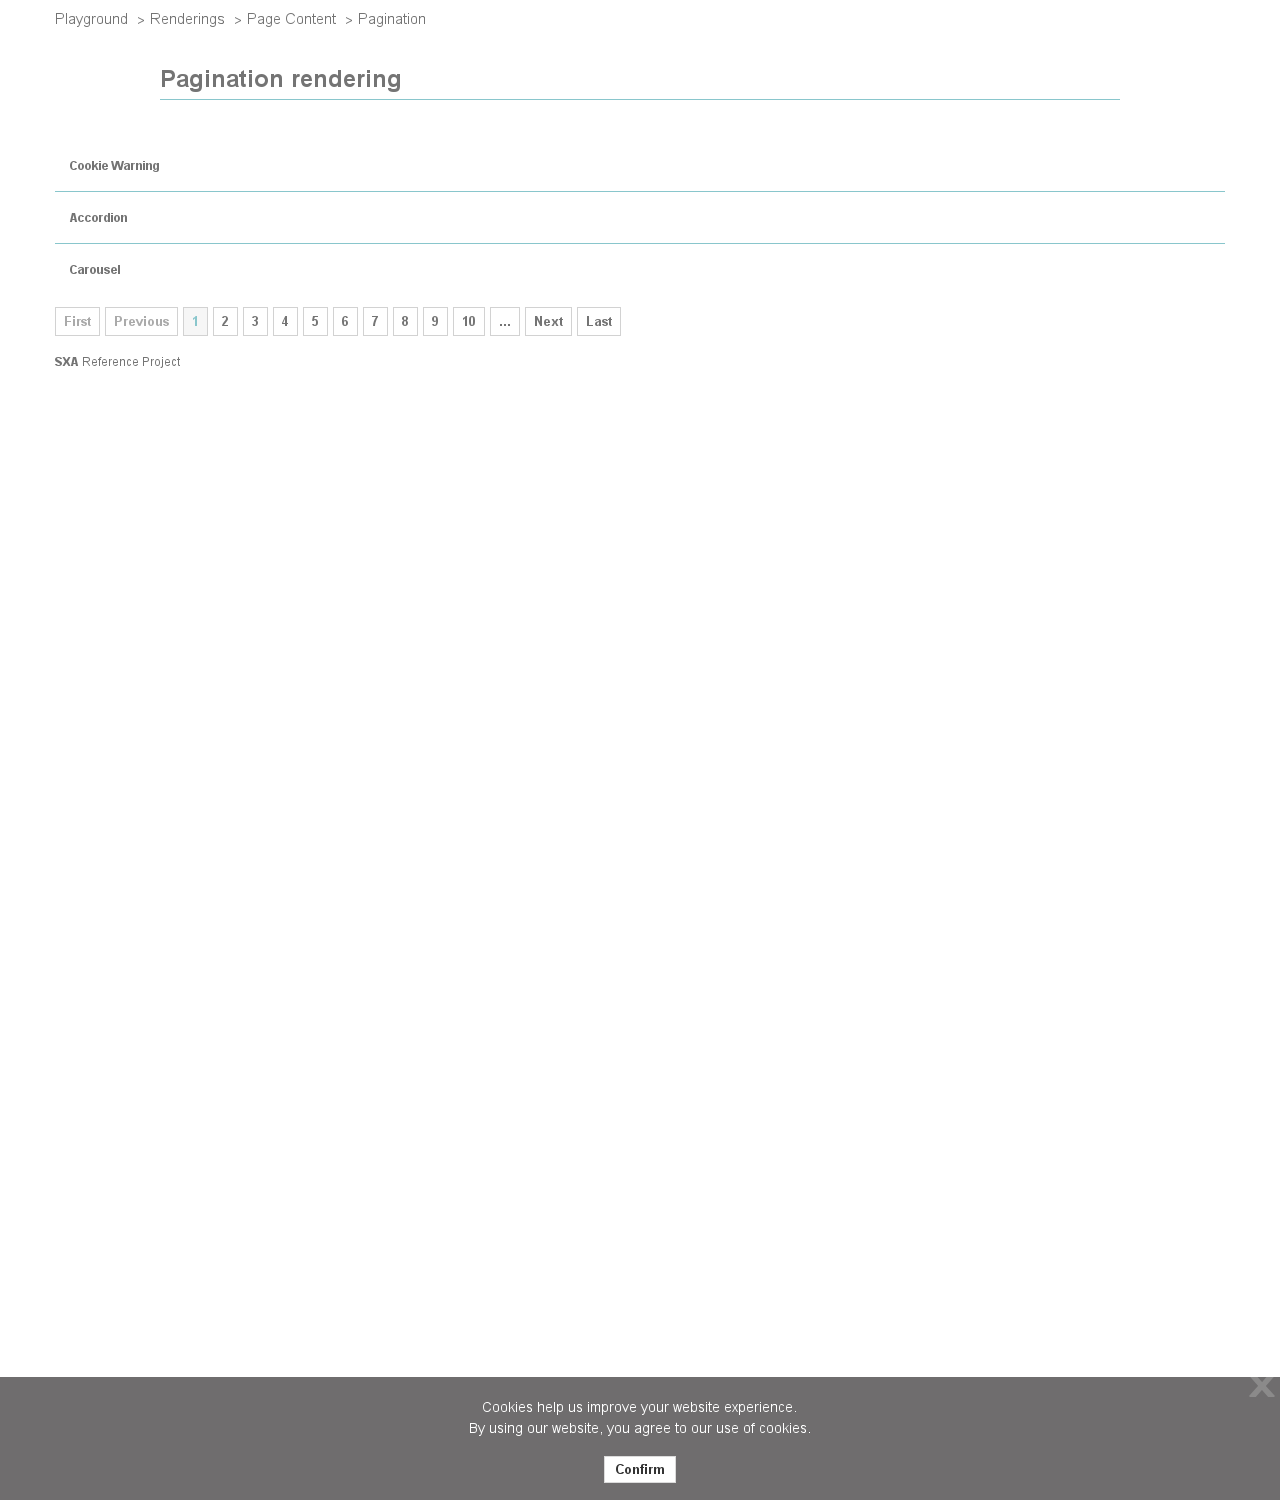 Playground > Renderings > Page Content > Pagination
Pagination rendering
Cookie Warning
Accordion
Carousel
First Previous 1 2 3 4 5 6 7 8 9 10 ... Next Last
SXA Reference Project
X
Cookies help us improve your website experience.
By using our website, you agree to our use of cookies.
Confirm